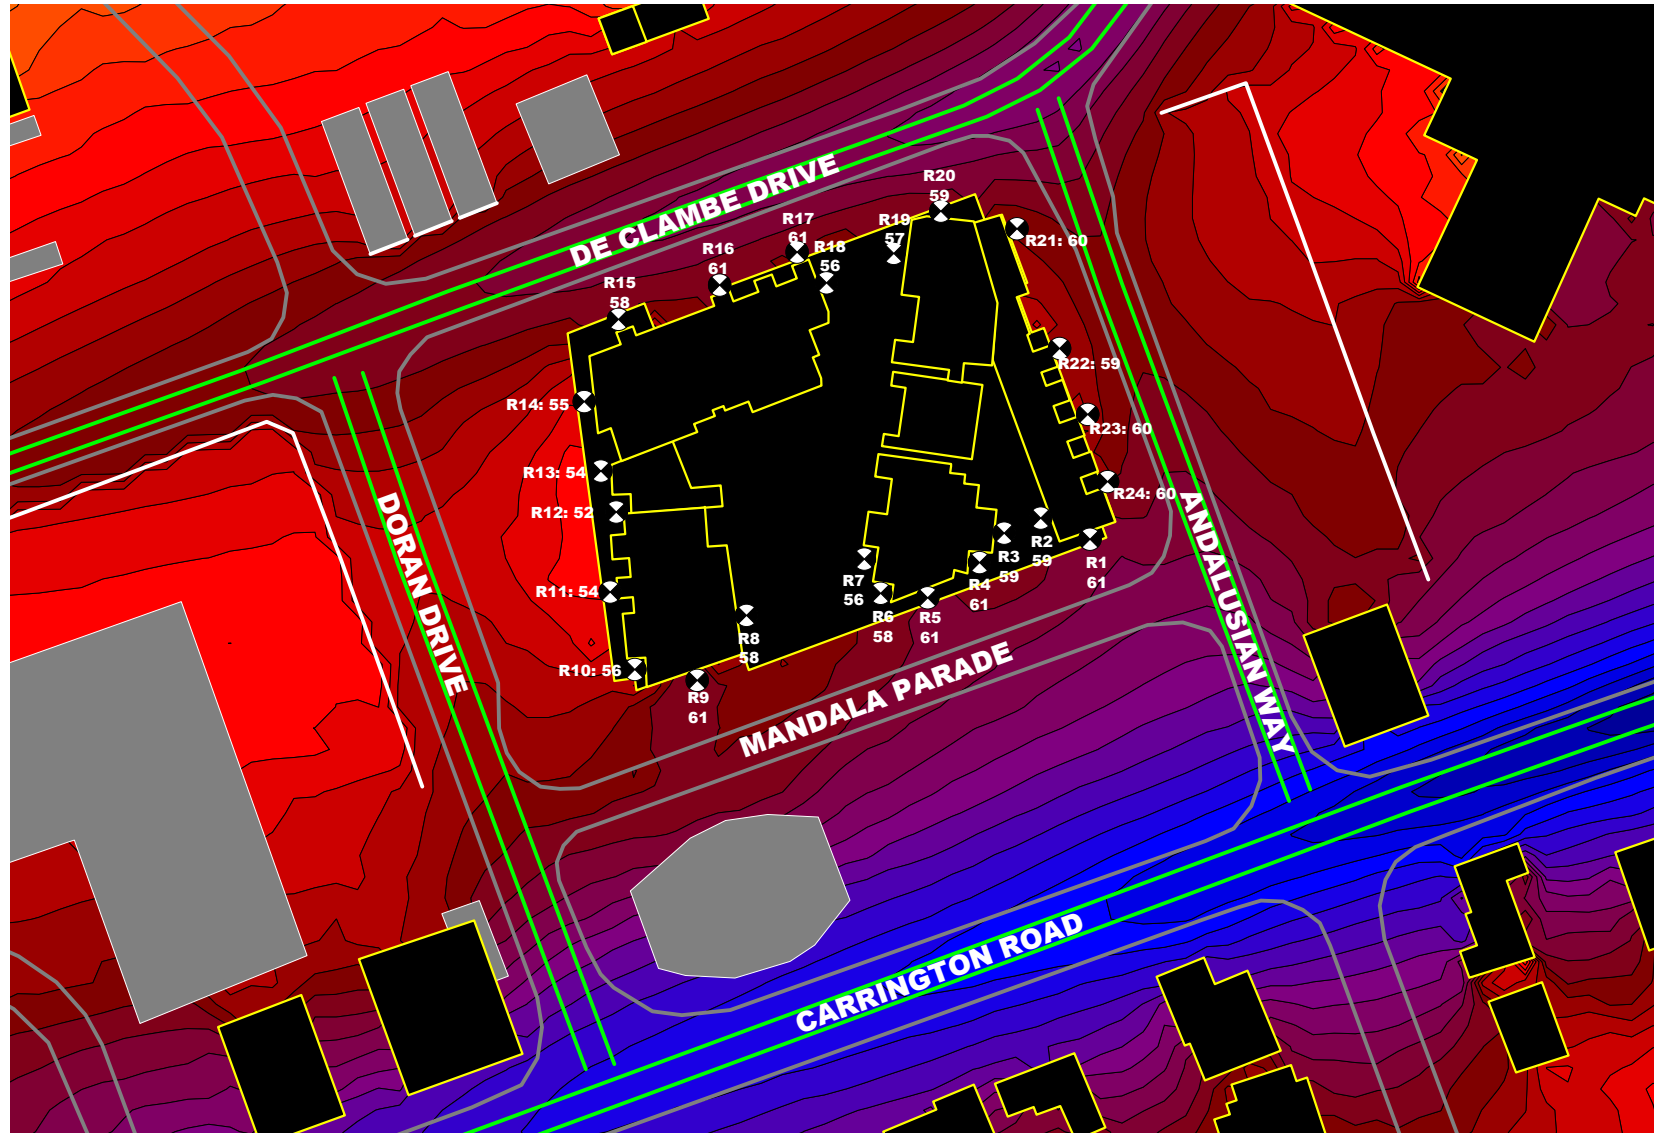 DE CLAMBE DRIVE
R20
59
R19
57
R21: 60
R17
61
R18
56
R16
61
R15
58
R22: 59
R14: 55
R23: 60
R13: 54
R24: 60
R12: 52
R2
59
R3
59
R1
61
R4
61
R7
56
R6
58
R5
61
R11: 54
R8
58
R10: 56
R9
61
DORAN DRIVE
ANDALUSIAN WAY
MANDALA PARADE
CARRINGTON ROAD